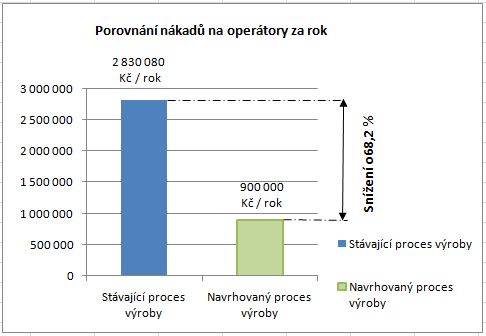 Porovnání nákadů na operátory za rok
2 830 080
Kč / rok
3 000 000
2 500 000
2 000 000
1 500 000
1 000 000
500 000
0
900 000
Kč / rok
Snížení o68,2 %
Stávající proces
výroby
Navrhovaný proces
výroby
Stávající proces výroby
Navrhovaný proces
výroby